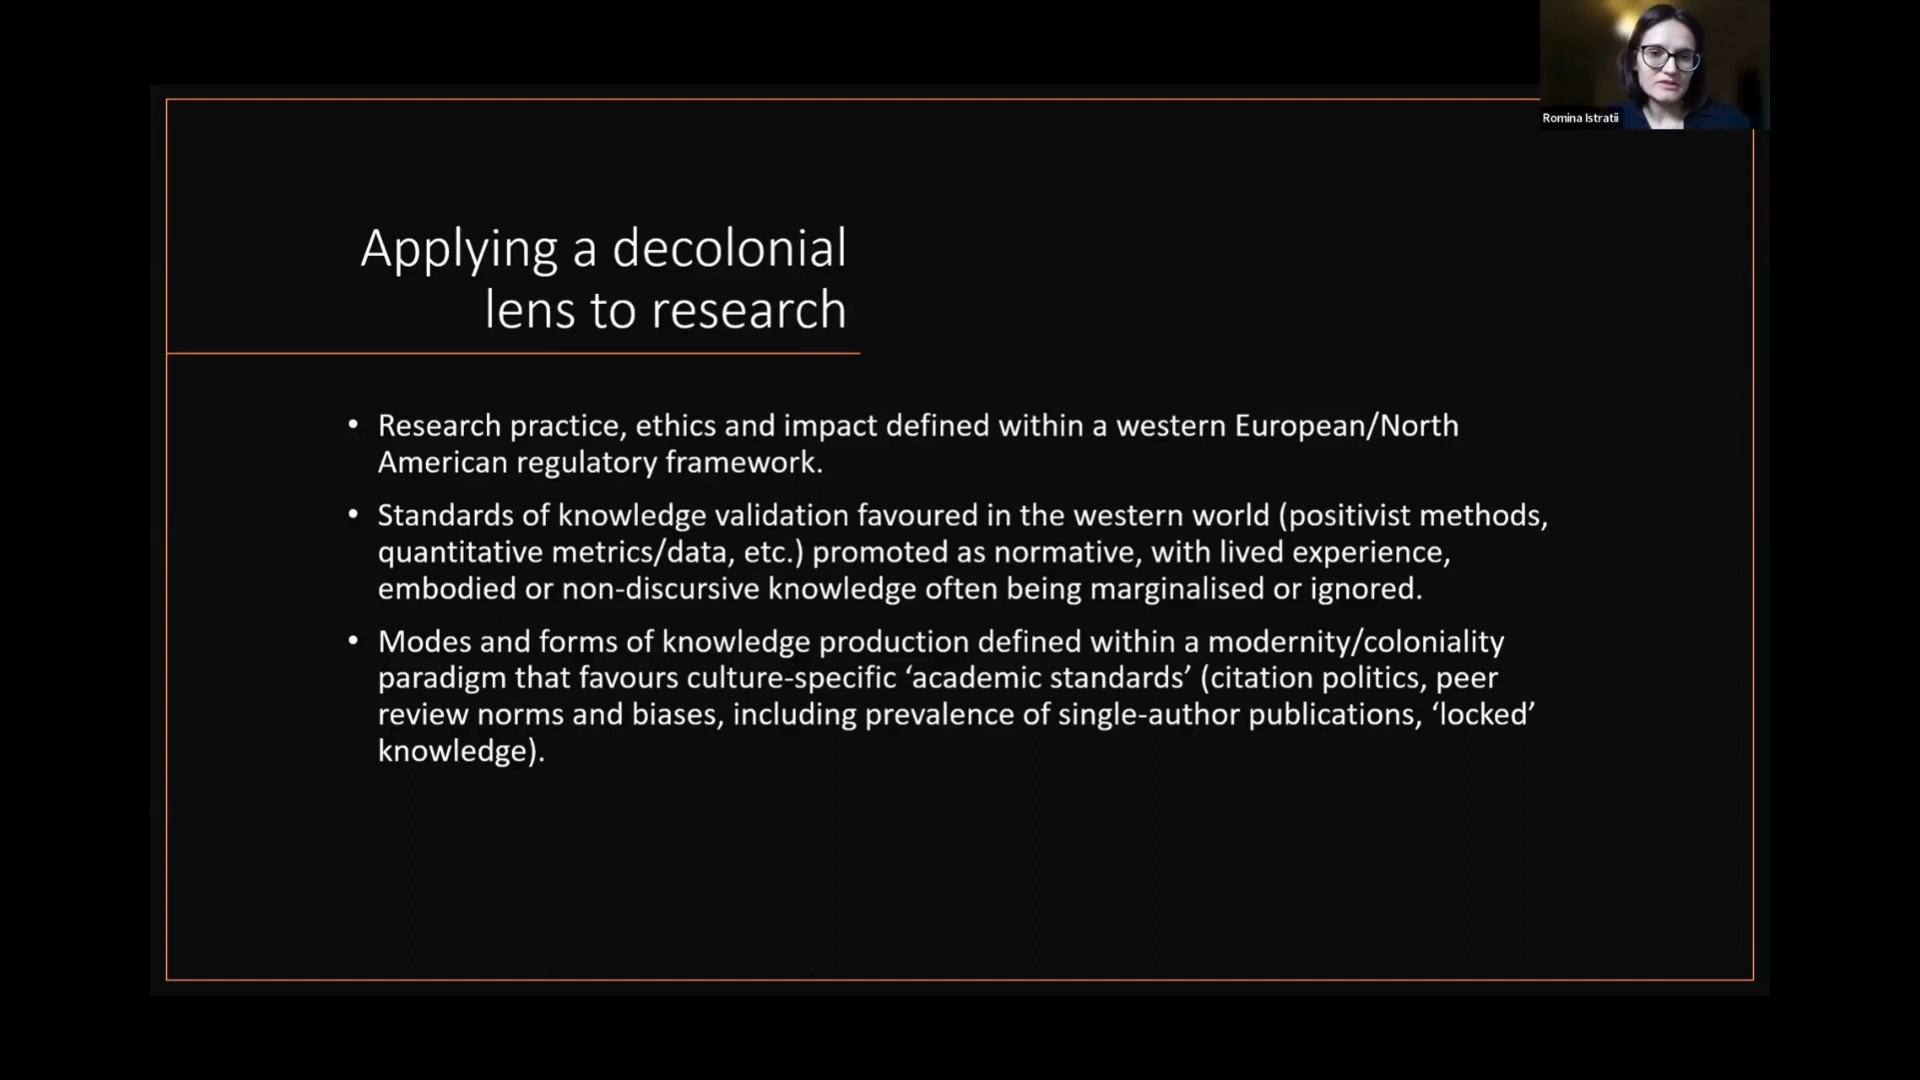 Romina Istratii
Applying a decolonial
lens to research
• Research practice, ethics and impact defined within a western European/North
American regulatory framework.
• Standards of knowledge validation favoured in the western world (positivist methods,
quantitative metrics/data, etc.) promoted as normative, with lived experience,
embodied or non-discursive knowledge often being marginalised or ignored.
• Modes and forms of knowledge production defined within a modernity/coloniality
paradigm that favours culture-specific ‘academic standards’ (citation politics, peer
review norms and biases, including prevalence of single-author publications, ‘locked’
knowledge).